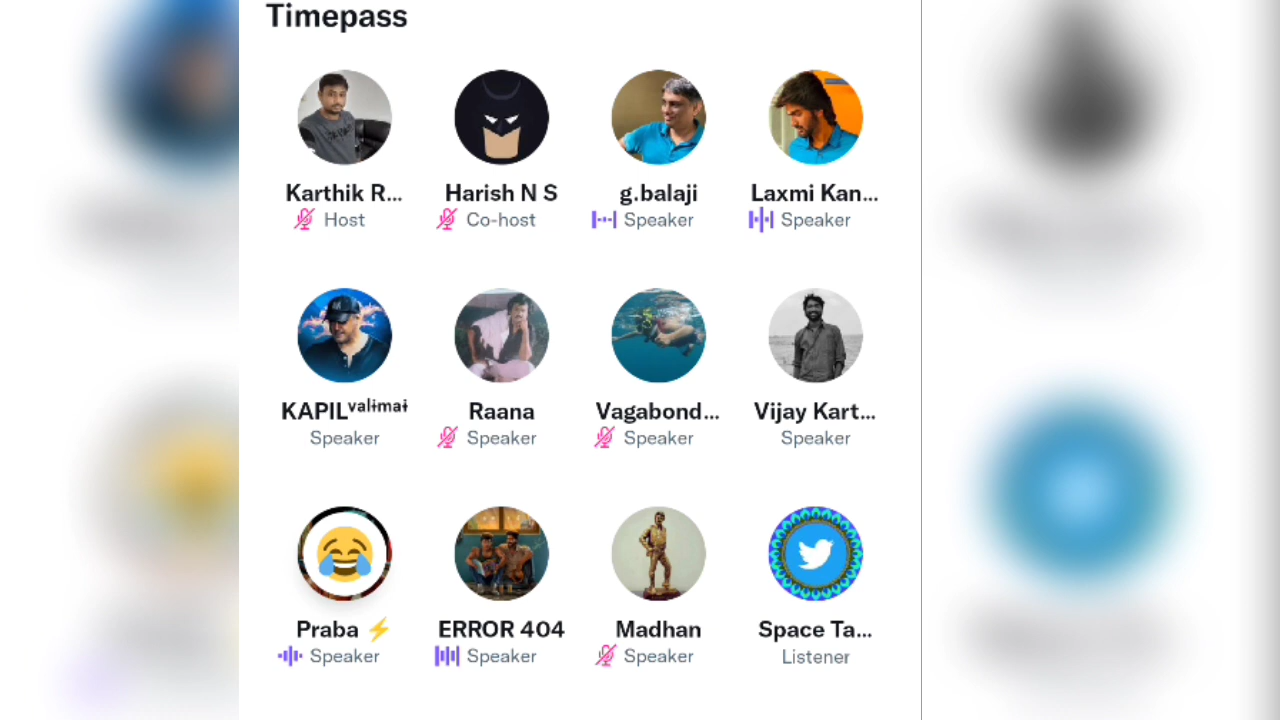 Timepass
Karthik R... Harish N S g.balaji Laxmi Kan...
Host Co-host Speaker Speaker
KAPILᵛᵃˡᶤᵐᵃᶤ Raana Vagabond... Vijay Kart...
Speaker Speaker Speaker Speaker
Praba ⚡ ERROR 404 Madhan Space Ta...
Speaker Speaker Speaker Listener